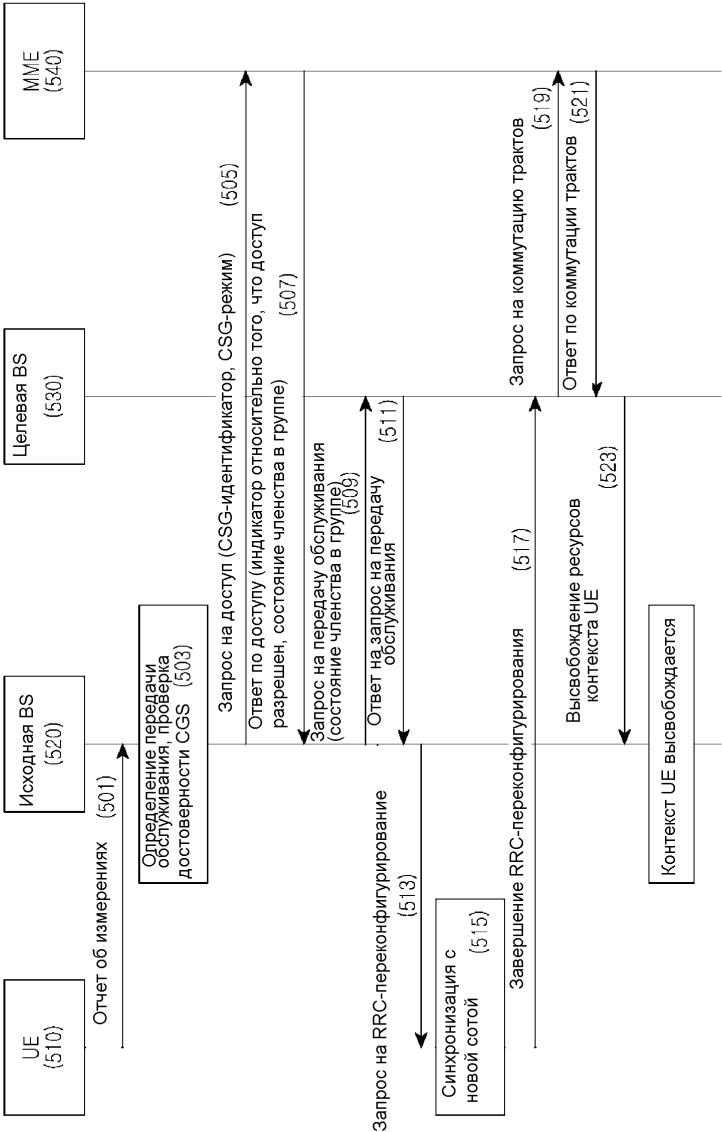 UE
(510)
Исходная BS
(520)
Целевая BS
(530)
MME
(540)
Отчет об измерениях
(501)
Определение передачи
обслуживания, проверка
достоверности CGS (503)
Запрос на доступ (CSG-идентификатор, CSG-режим)
(505)
Ответ по доступу (индикатор относительно того, что доступ
разрешен, состояние членства в группе)
(507)
Запрос на передачу обслуживания
(состояние членства в группе)
(509)
Ответ на запрос на передачу
обслуживания
(511)
Запрос на RRC-переконфигурирование
(513)
Синхронизация с
новой сотой
(515)
Завершение RRC-переконфигурирования
(517)
Запрос на коммутацию трактов
(519)
Ответ по коммутации трактов
(521)
Высвобождение ресурсов
контекста UE
(523)
Контекст UE высвобождается